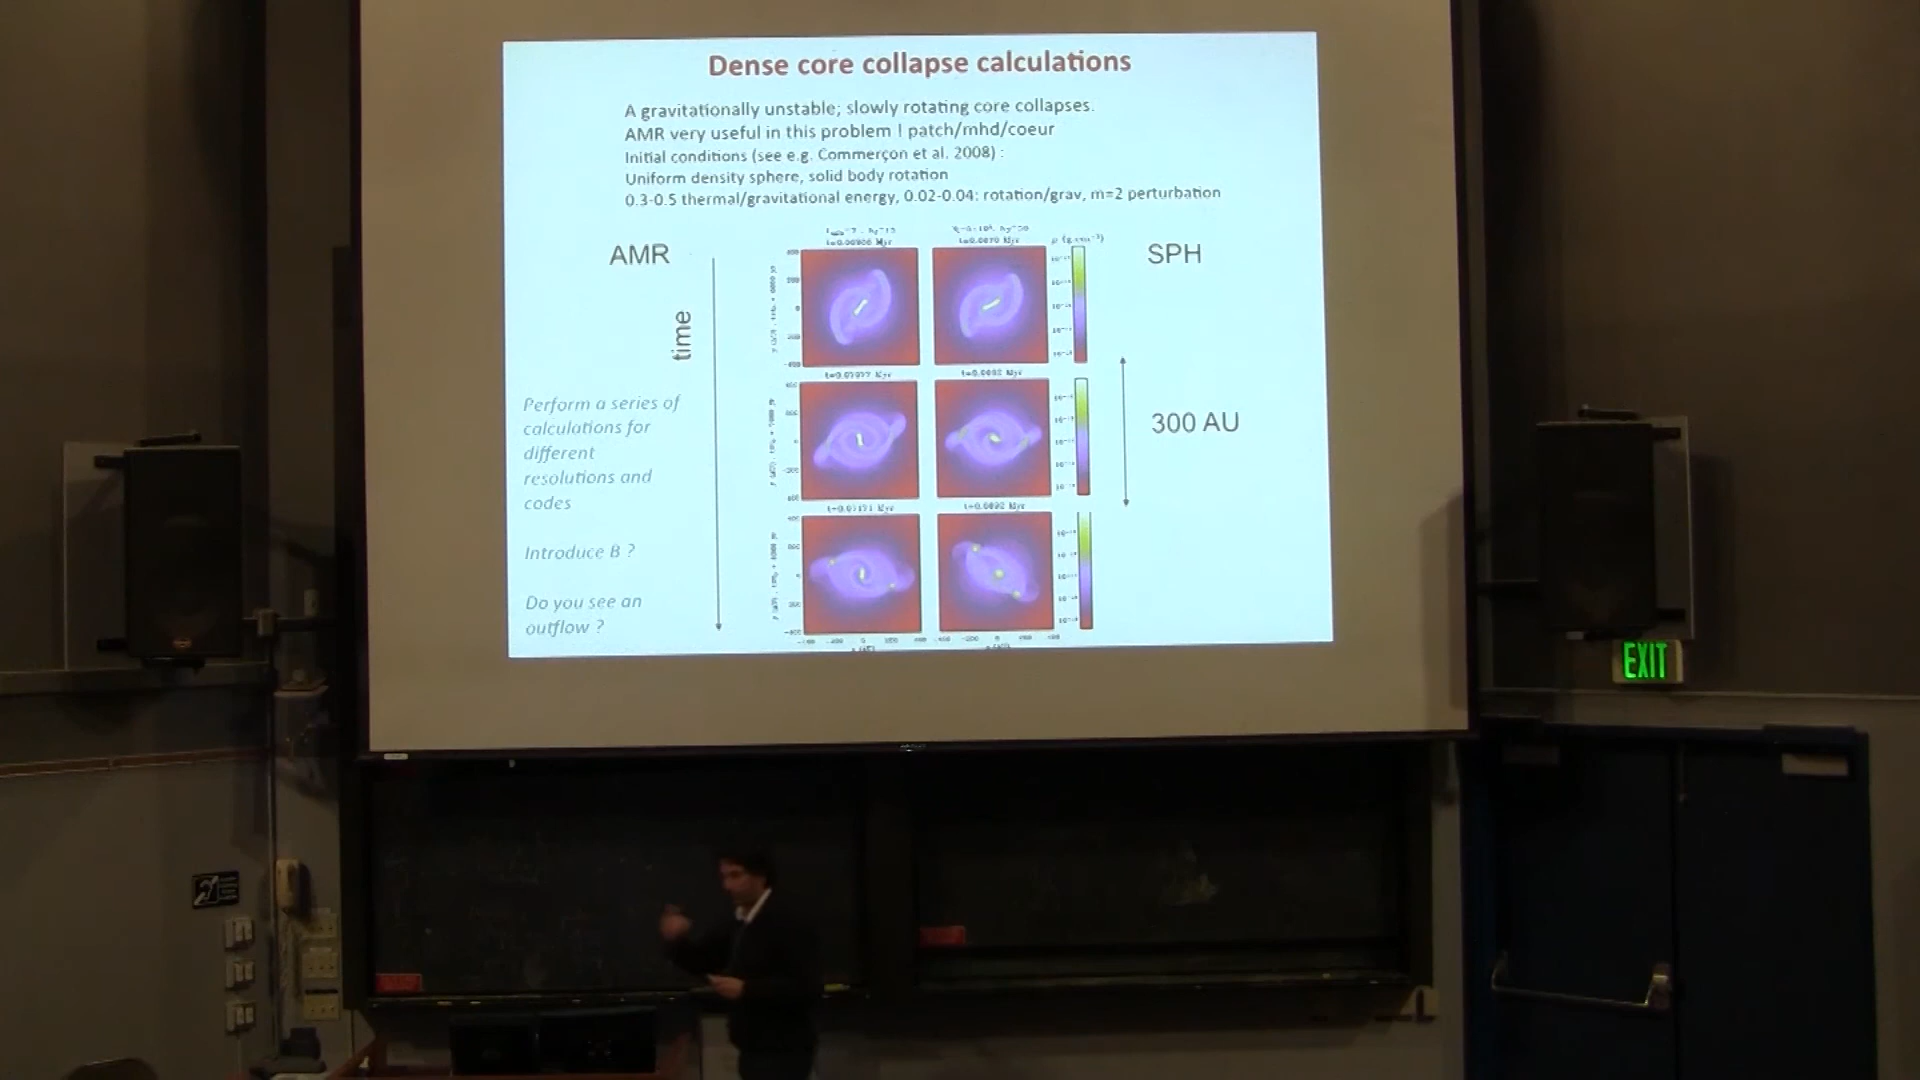 Dense core collapse calculations
A gravitationally unstable; slowly rotating core collapses.
AMR very useful in this problem ! patch/mhd/coeur
Initial conditions (see e.g. Commerçon et al. 2008) :
Uniform density sphere, solid body rotation
0.3-0.5 thermal/gravitational energy, 0.02-0.04: rotation/grav, m=2 perturbation
AMR
SPH
time
300 AU
Perform a series of
calculations for
different
resolutions and
codes
Introduce B ?
Do you see an
outflow ?
EXIT